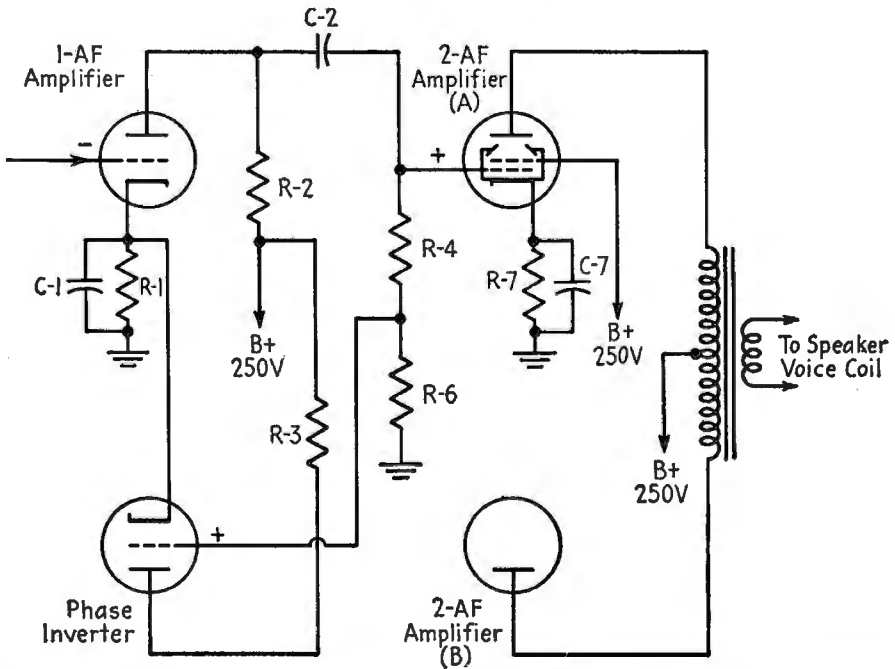 C-2
1-AF
Amplifier
2-AF
Amplifier
(A)
-
+
R-2
R-4
C-1
R-1
R-7
C-7
B+
250V
B+
250V
To Speaker
Voice Coil
R-6
R-3
B+
250V
+
Phase
Inverter
2-AF
Amplifier
(B)